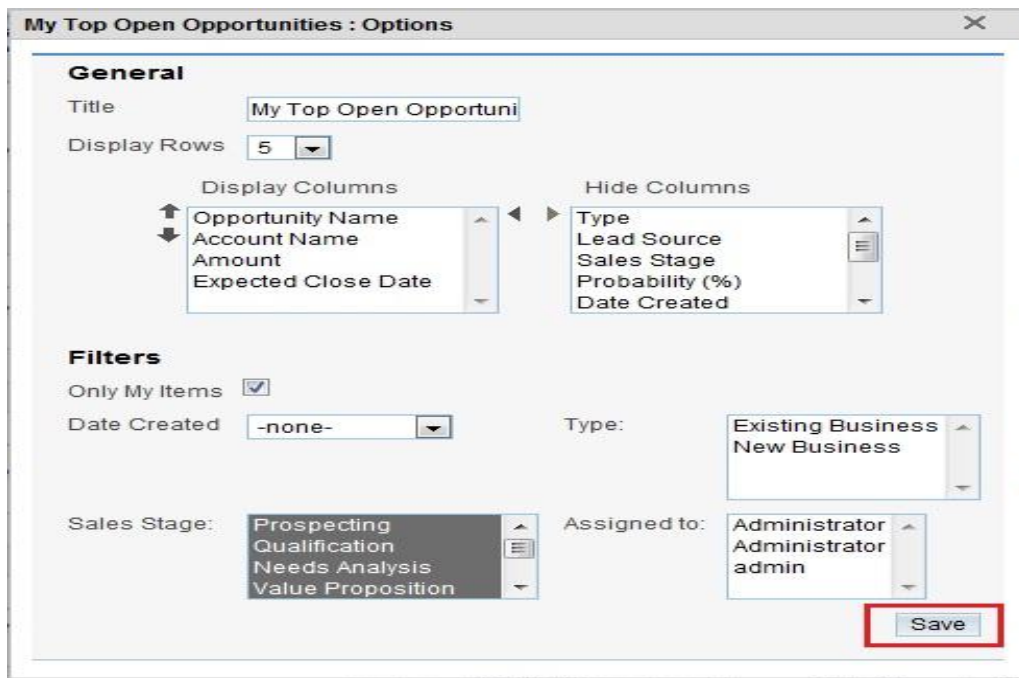 My Top Open Opportunities : Options
General
Title
My Top Open Opportuni
Display Rows
5
Display Columns
Hide Columns
Opportunity Name
Account Name
Amount
Expected Close Date
Type
Lead Source
Sales Stage
Probability (%)
Date Created
Filters
Only My Items
Date Created
-none-
Type:
Existing Business
New Business
Sales Stage:
Prospecting
Qualification
Needs Analysis
Value Proposition
Assigned to:
Administrator
Administrator
admin
Save